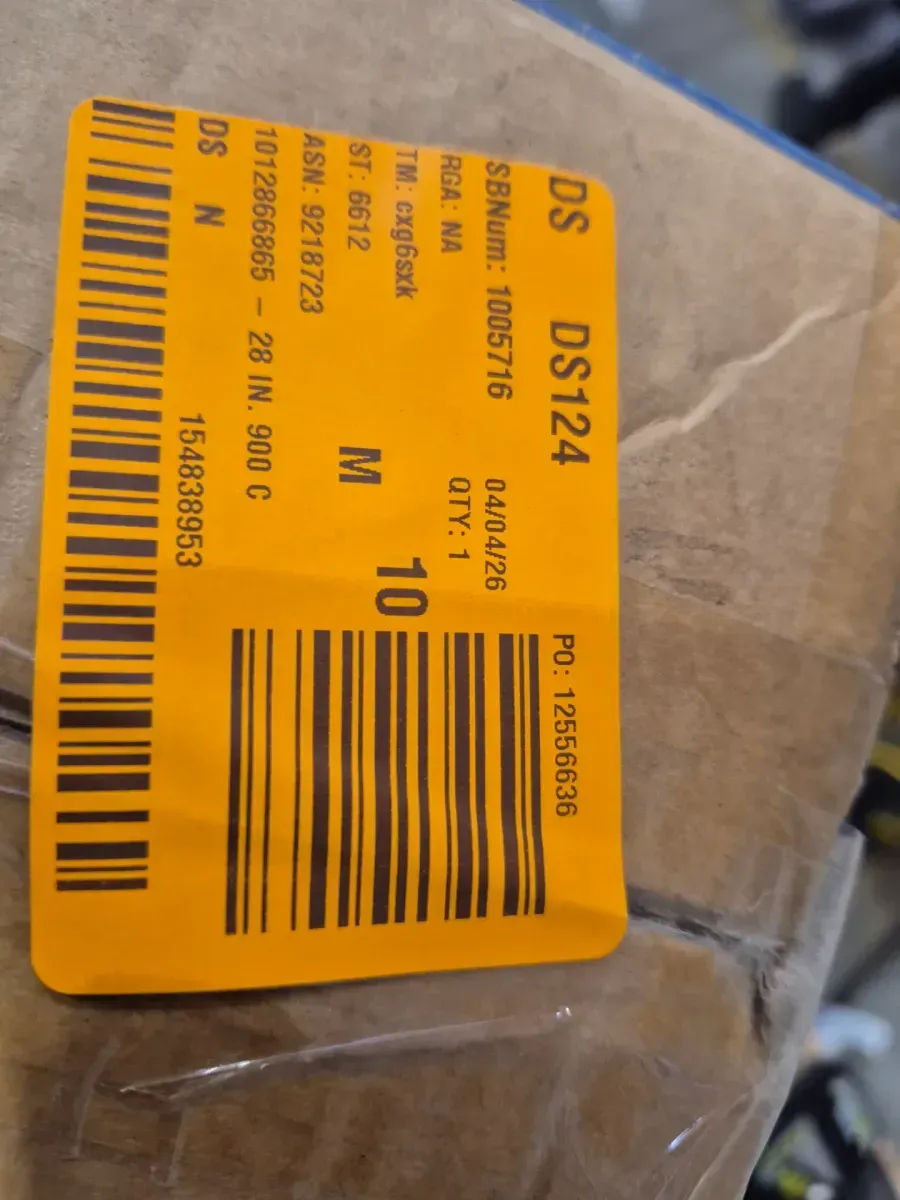 DS DS124 PO: 12556636
SBNum: 1005716 04/04/26
RGA: NA QTY: 1
TM: cxg6sxk 10
ST: 6612 M
ASN: 9218723
1012866865 - 28 IN. 900 C
DS N 154838953